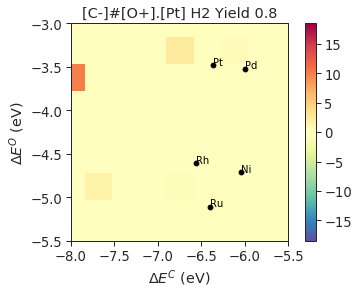 [C-]#[O+].[Pt] H2 Yield 0.8
−3.0
−3.5
−4.0
−4.5
−5.0
−5.5
ΔE^O (eV)
Pt
Pd
Rh
Ni
Ru
−8.0 −7.5 −7.0 −6.5 −6.0 −5.5
ΔE^C (eV)
15
10
5
0
−5
−10
−15